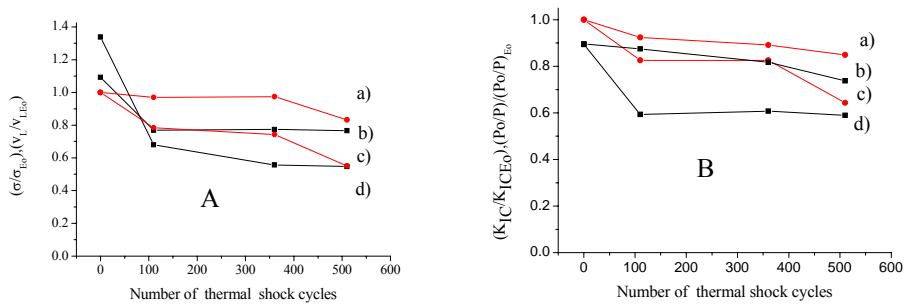 1.4
1.2
1.0
0.8
0.6
0.4
0.2
0.0
0 100 200 300 400 500 600
(σ/σEo),(vL/vLEo)
Number of thermal shock cycles
a)
b)
c)
d)
A
1.0
0.8
0.6
0.4
0.2
0.0
0 100 200 300 400 500 600
(KIC/KICEo),(Po/P)/(Po/P)Eo
Number of thermal shock cycles
a)
b)
c)
d)
B